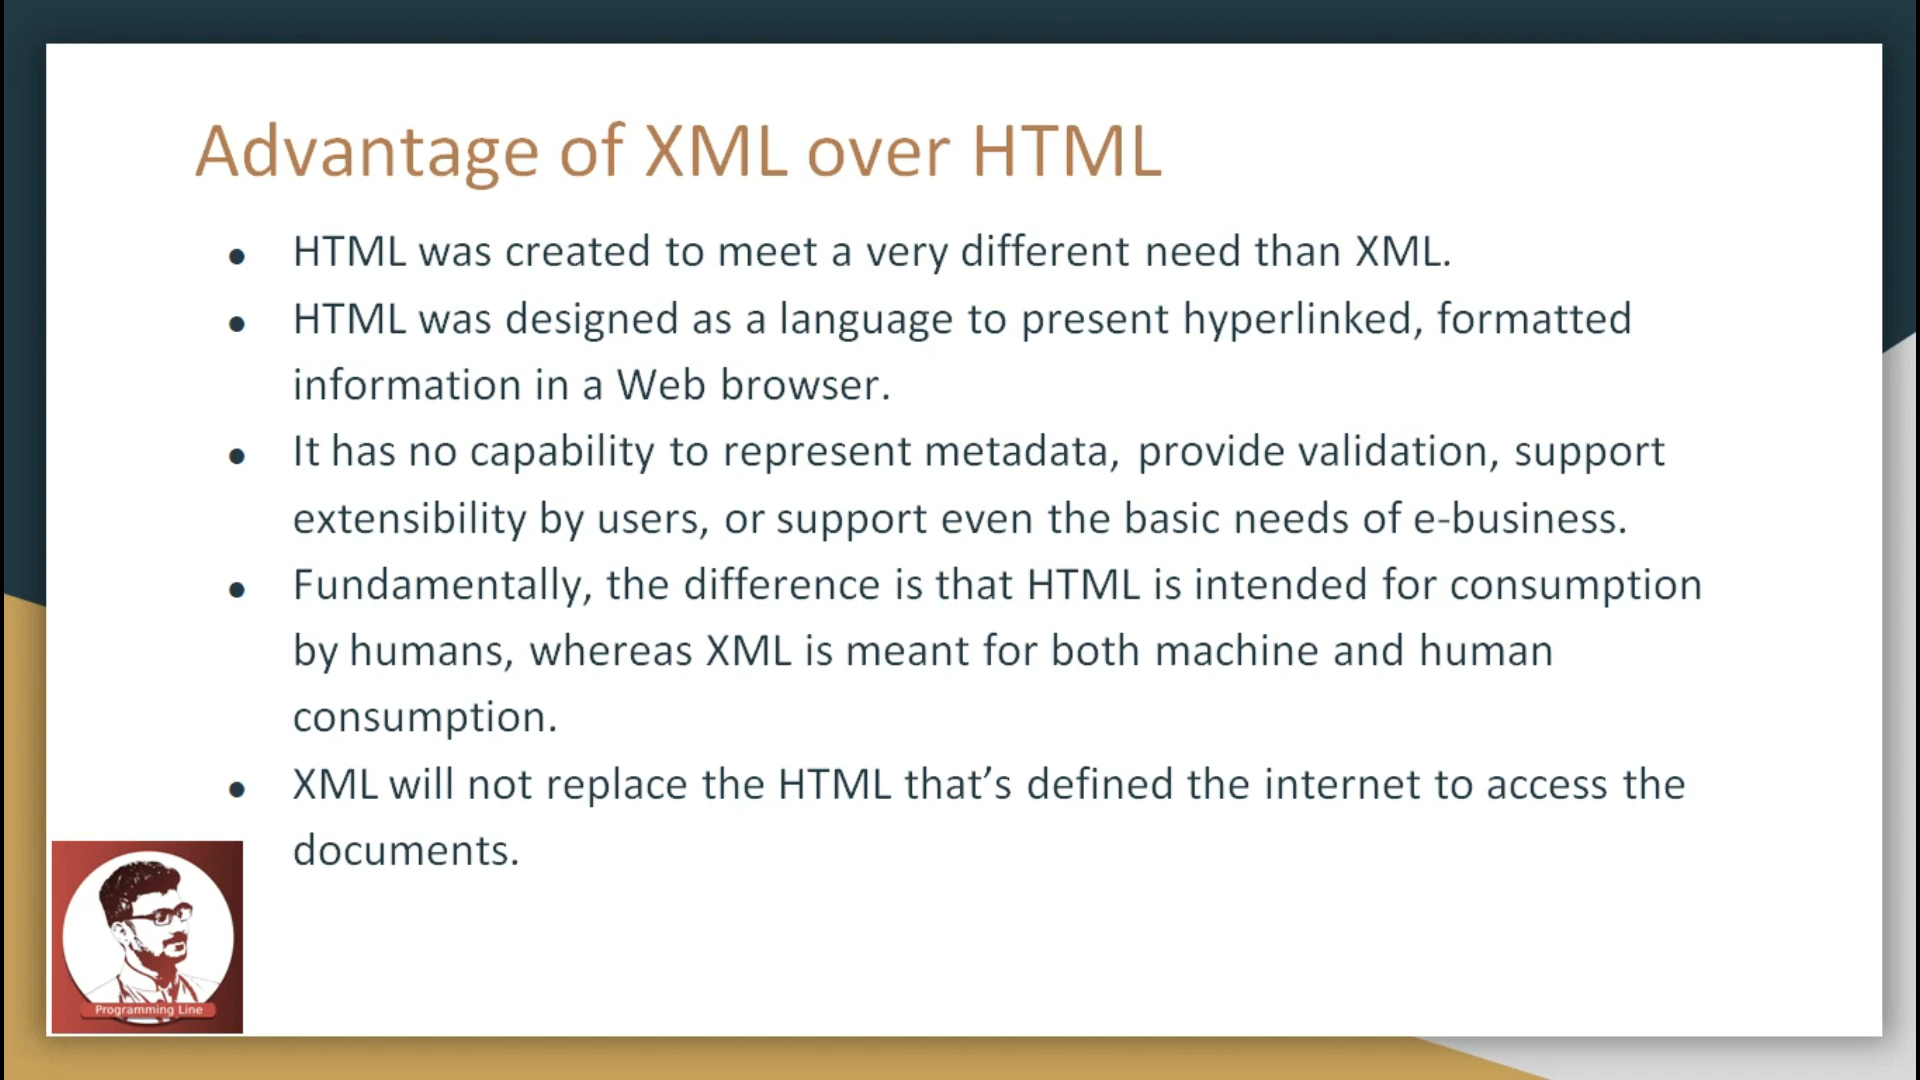 Advantage of XML over HTML
● HTML was created to meet a very different need than XML.
● HTML was designed as a language to present hyperlinked, formatted
information in a Web browser.
● It has no capability to represent metadata, provide validation, support
extensibility by users, or support even the basic needs of e-business.
● Fundamentally, the difference is that HTML is intended for consumption
by humans, whereas XML is meant for both machine and human
consumption.
● XML will not replace the HTML that’s defined the internet to access the
documents.
Programming Line